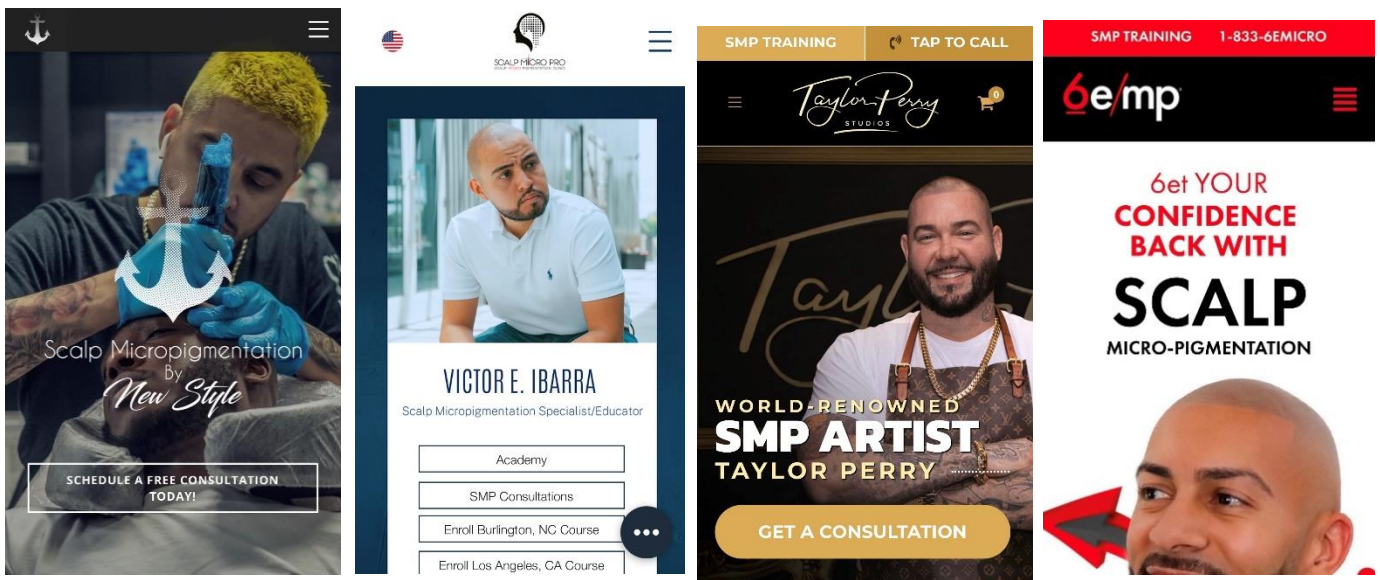 Scalp Micropigmentation
By
New Style
SCHEDULE A FREE CONSULTATION
TODAY!
SCALP MICRO PRO
VICTOR E. IBARRA
Scalp Micropigmentation Specialist/Educator
Academy
SMP Consultations
Enroll Burlington, NC Course
Enroll Los Angeles, CA Course
SMP TRAINING
TAP TO CALL
Taylor Perry
STUDIOS
0
WORLD-RENOWNED
SMP ARTIST
TAYLOR PERRY
GET A CONSULTATION
SMP TRAINING 1-833-6EMICRO
6e/mp
6et YOUR
CONFIDENCE
BACK WITH
SCALP
MICRO-PIGMENTATION